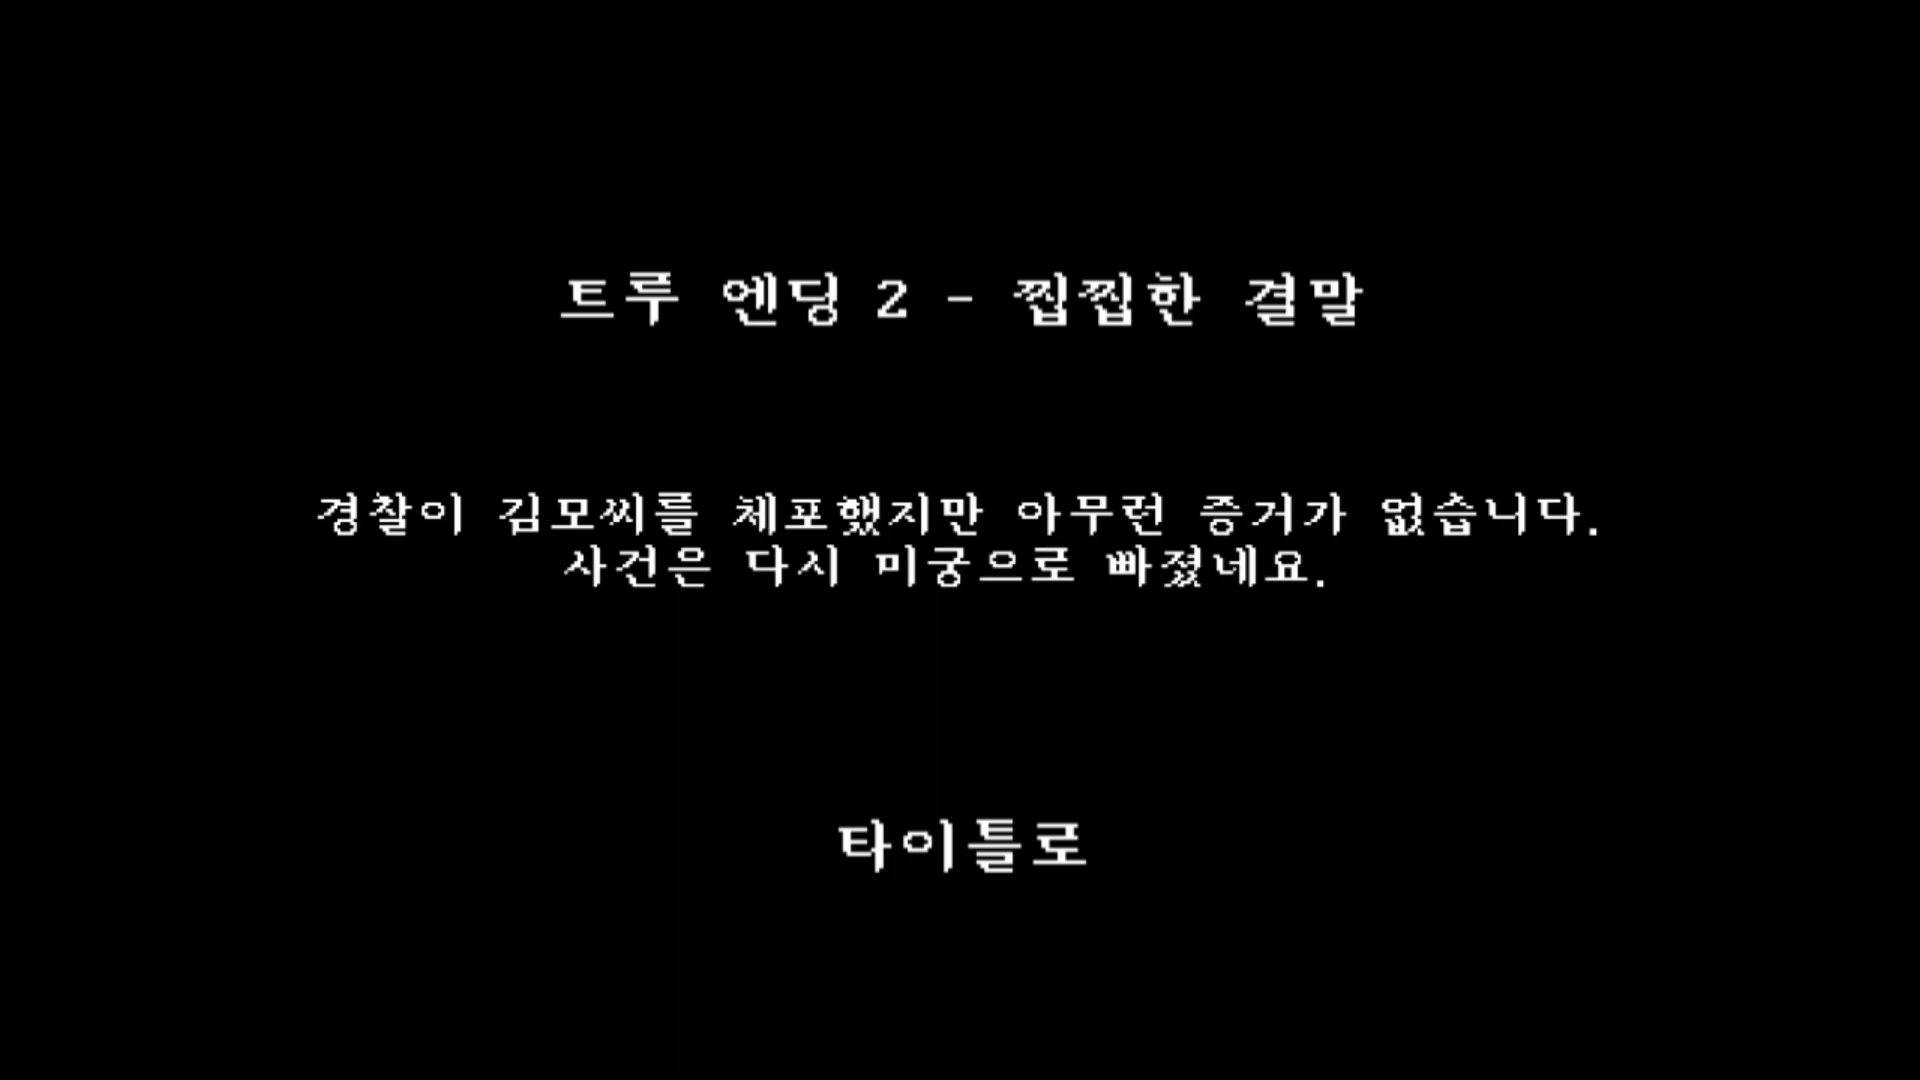 트루 엔딩 2 - 찝찝한 결말
경찰이 김모씨를 체포했지만 아무런 증거가 없습니다.
사건은 다시 미궁으로 빠졌네요.
타이틀로